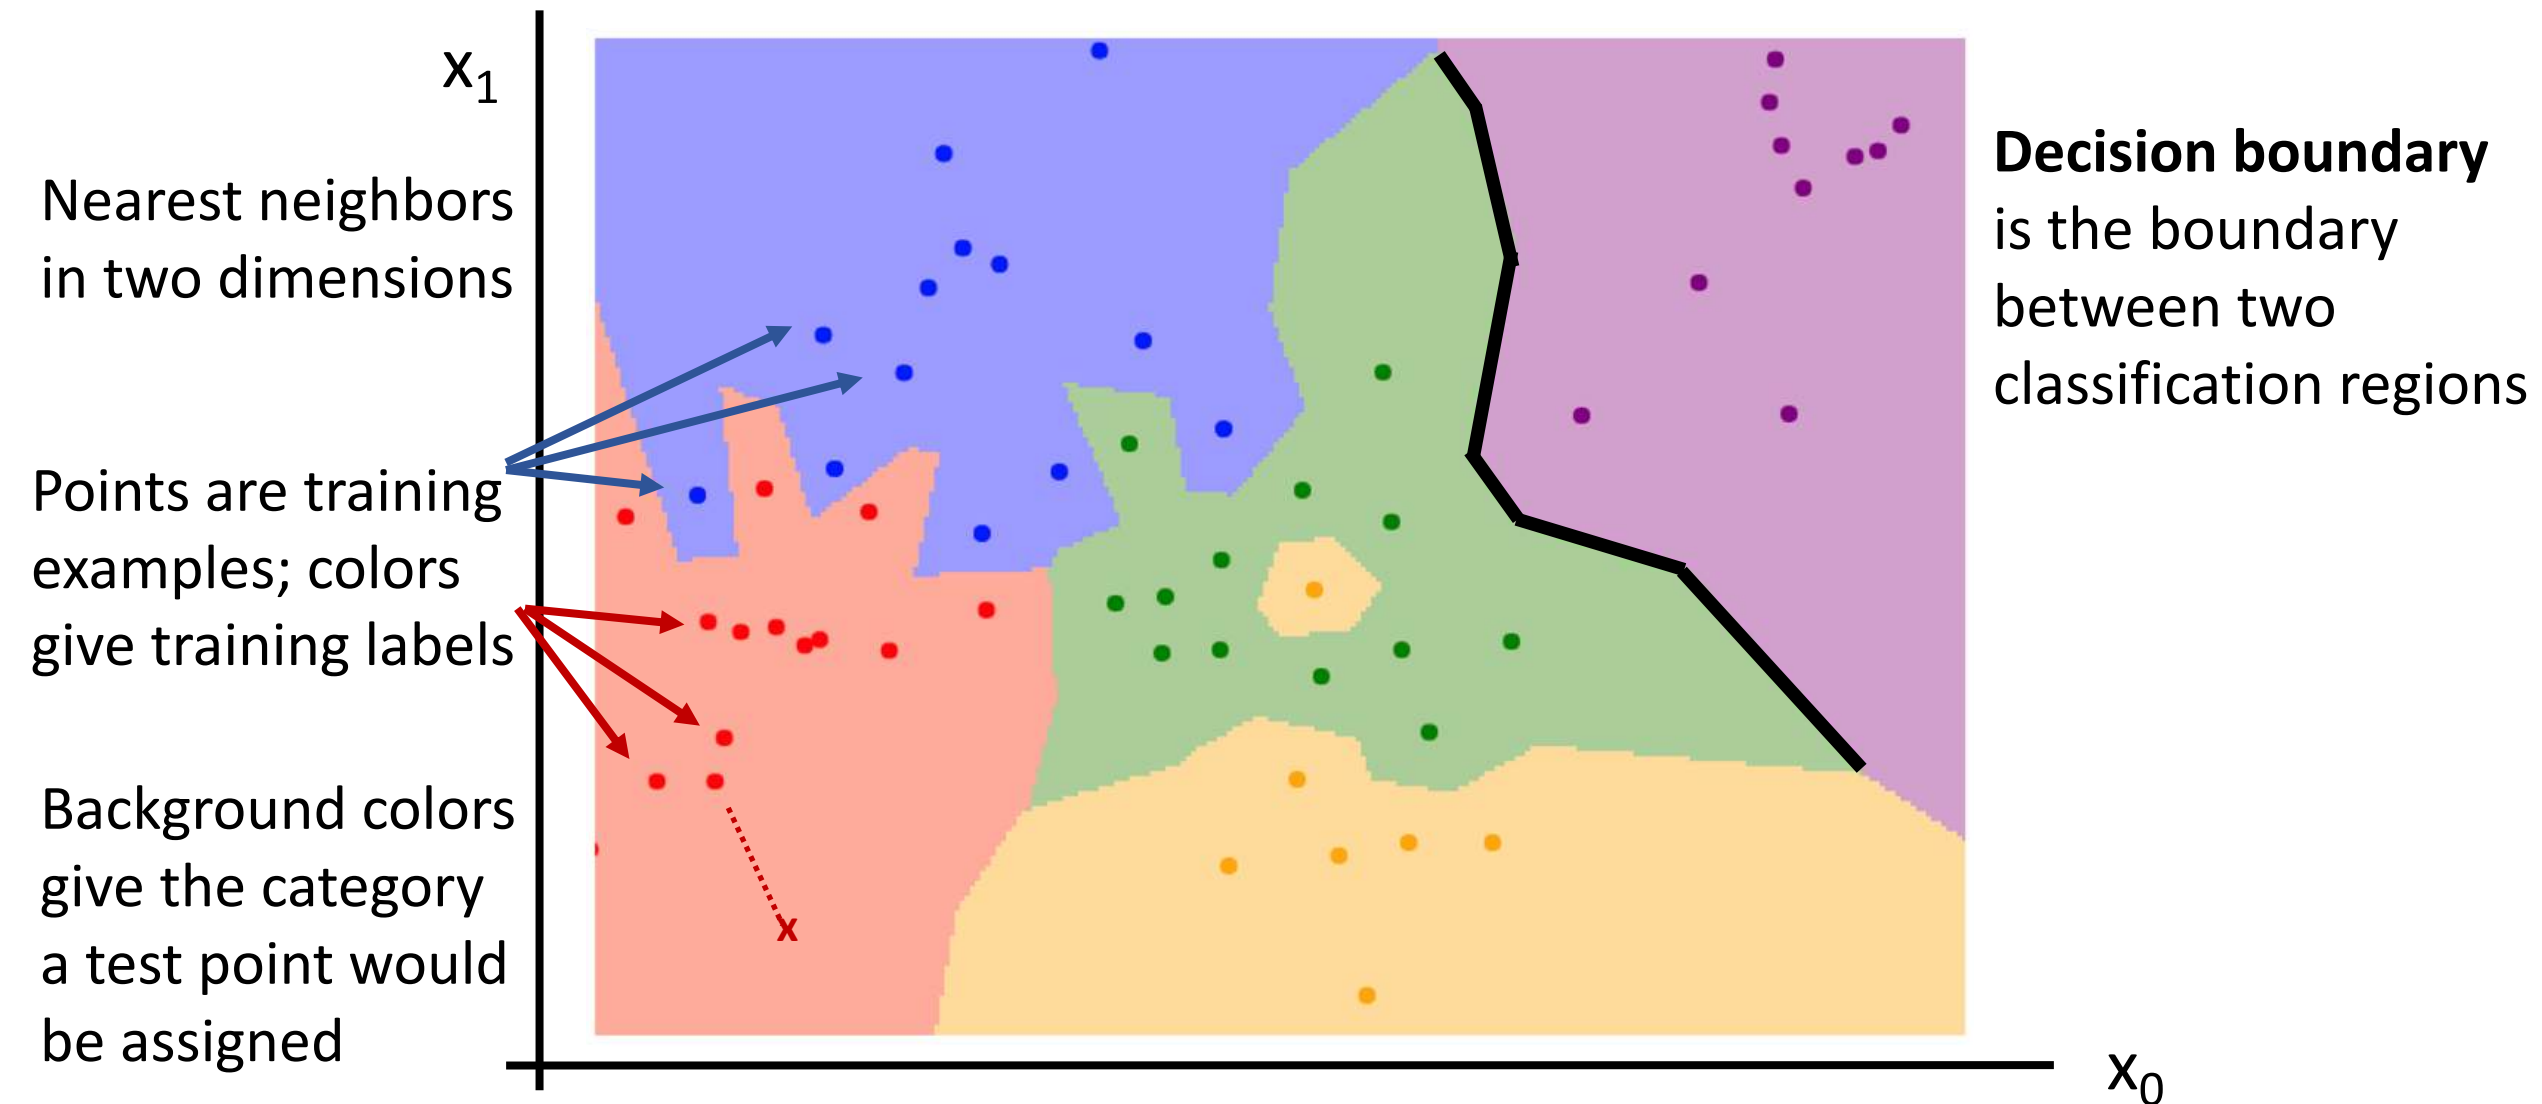 x₁
Nearest neighbors
in two dimensions
Points are training
examples; colors
give training labels
Background colors
give the category
a test point would
be assigned
x
Decision boundary
is the boundary
between two
classification regions
x₀